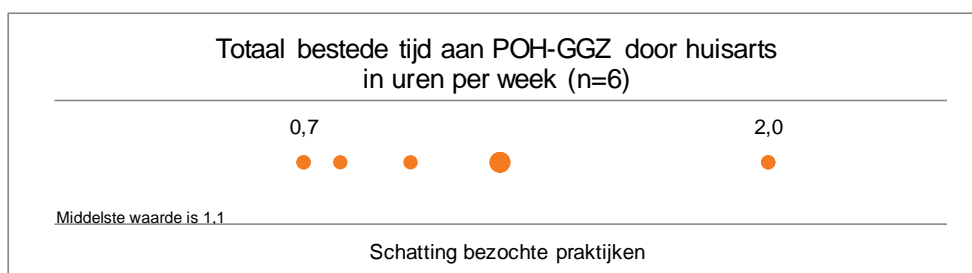 Totaal bestede tijd aan POH-GGZ door huisarts
in uren per week (n=6)
0,7
2,0
Middelste waarde is 1,1
Schatting bezochte praktijken